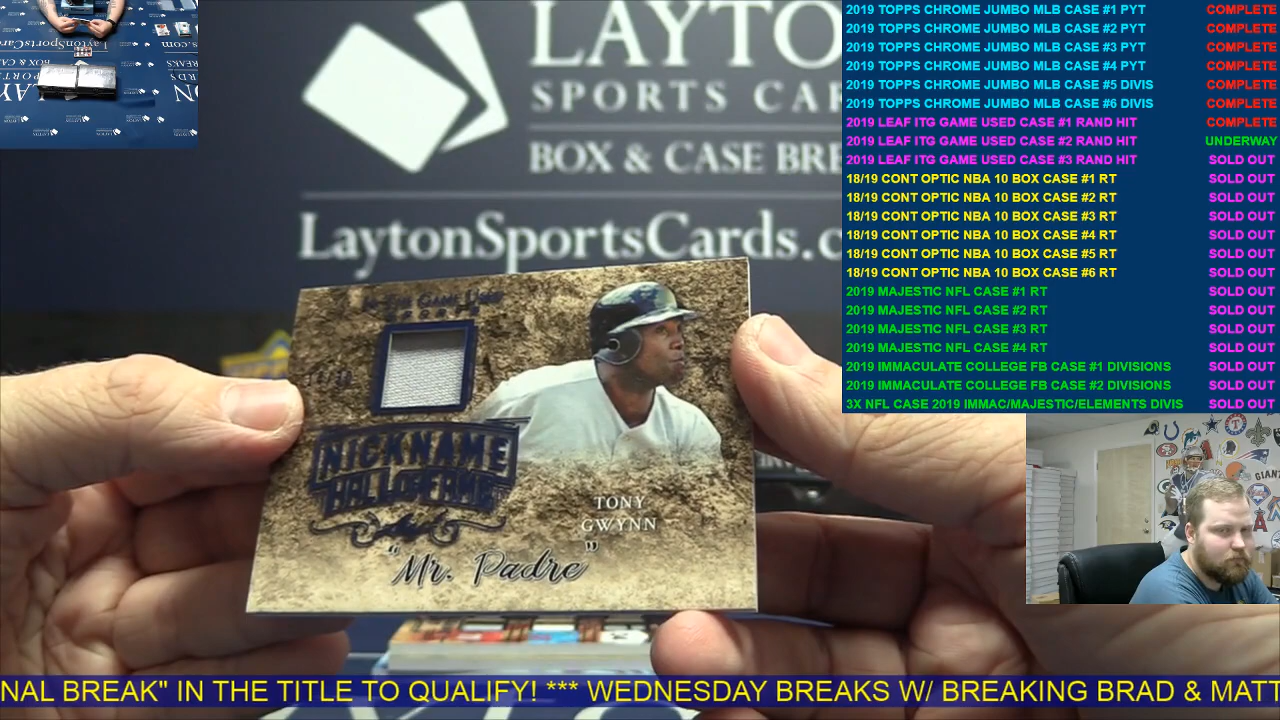 LAYTO
SPORTS CAR
BOX & CASE BRE
LaytonSportsCards.c
2019 TOPPS CHROME JUMBO MLB CASE #1 PYT COMPLETE
2019 TOPPS CHROME JUMBO MLB CASE #2 PYT COMPLETE
2019 TOPPS CHROME JUMBO MLB CASE #3 PYT COMPLETE
2019 TOPPS CHROME JUMBO MLB CASE #4 PYT COMPLETE
2019 TOPPS CHROME JUMBO MLB CASE #5 DIVIS COMPLETE
2019 TOPPS CHROME JUMBO MLB CASE #6 DIVIS COMPLETE
2019 LEAF ITG GAME USED CASE #1 RAND HIT COMPLETE
2019 LEAF ITG GAME USED CASE #2 RAND HIT UNDERWAY
2019 LEAF ITG GAME USED CASE #3 RAND HIT SOLD OUT
18/19 CONT OPTIC NBA 10 BOX CASE #1 RT SOLD OUT
18/19 CONT OPTIC NBA 10 BOX CASE #2 RT SOLD OUT
18/19 CONT OPTIC NBA 10 BOX CASE #3 RT SOLD OUT
18/19 CONT OPTIC NBA 10 BOX CASE #4 RT SOLD OUT
18/19 CONT OPTIC NBA 10 BOX CASE #5 RT SOLD OUT
18/19 CONT OPTIC NBA 10 BOX CASE #6 RT SOLD OUT
2019 MAJESTIC NFL CASE #1 RT SOLD OUT
2019 MAJESTIC NFL CASE #2 RT SOLD OUT
2019 MAJESTIC NFL CASE #3 RT SOLD OUT
2019 MAJESTIC NFL CASE #4 RT SOLD OUT
2019 IMMACULATE COLLEGE FB CASE #1 DIVISIONS SOLD OUT
2019 IMMACULATE COLLEGE FB CASE #2 DIVISIONS SOLD OUT
3X NFL CASE 2019 IMMAC/MAJESTIC/ELEMENTS DIVIS SOLD OUT
IN THE GAME USED
NICKNAME
HALL OF FAME
TONY
GWYNN
"Mr. Padre"
GIANTS
NAL BREAK" IN THE TITLE TO QUALIFY! *** WEDNESDAY BREAKS W/ BREAKING BRAD & MATT